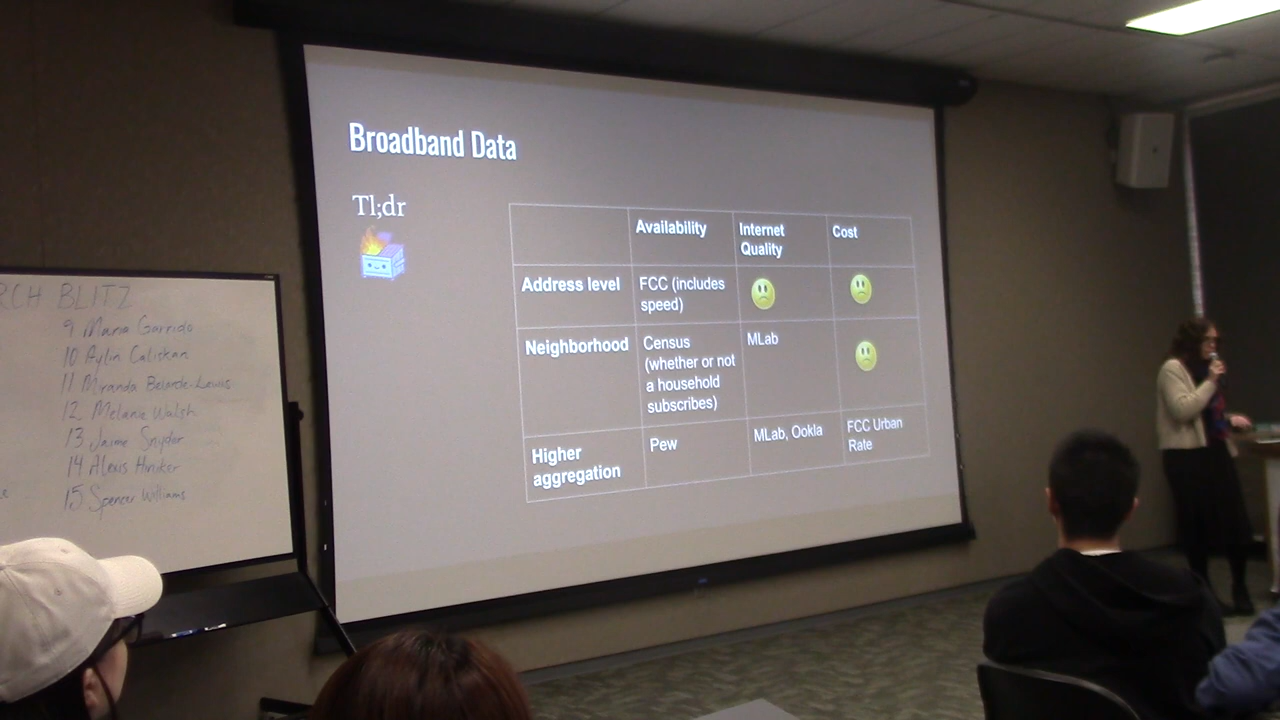 Broadband Data
Tl;dr
Availability
Internet
Quality
Cost
Address level
FCC (includes
speed)
Neighborhood
Census
(whether or not
a household
subscribes)
MLab
Higher
aggregation
Pew
MLab, Ookla
FCC Urban
Rate
RCH BLITZ
9 Maria Garrido
10 Aylin Caliskan
11 Miranda Belarde-Lewis
12 Melanie Walsh
13 Jaime Snyder
14 Alexis Hiniker
15 Spencer Williams